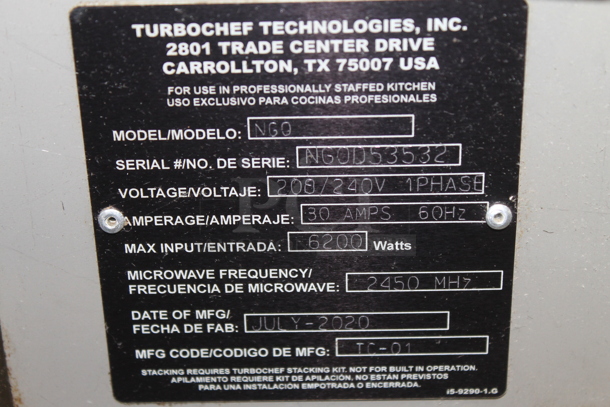 TURBOCHEF TECHNOLOGIES, INC.
2801 TRADE CENTER DRIVE
CARROLLTON, TX 75007 USA
FOR USE IN PROFESSIONALLY STAFFED KITCHEN
USO EXCLUSIVO PARA COCINAS PROFESIONALES
MODEL/MODELO: NGO
SERIAL #/NO. DE SERIE: NGOD53532
VOLTAGE/VOLTAJE: 208/240V 1PHASE
AMPERAGE/AMPERAJE: 30 AMPS 60Hz
MAX INPUT/ENTRADA: 6200 Watts
MICROWAVE FREQUENCY/
FRECUENCIA DE MICROWAVE: 2450 MHz
DATE OF MFG/
FECHA DE FAB: JULY-2020
MFG CODE/CODIGO DE MFG: TC-01
STACKING REQUIRES TURBOCHEF STACKING KIT. NOT FOR BUILT IN OPERATION.
APILAMIENTO REQUIERE KIT DE APILACIÓN. NO ESTÁN PREVISTOS
PARA UNA INSTALACION EMPOTRADA O ENCERRADA.
i5-9290-1.G